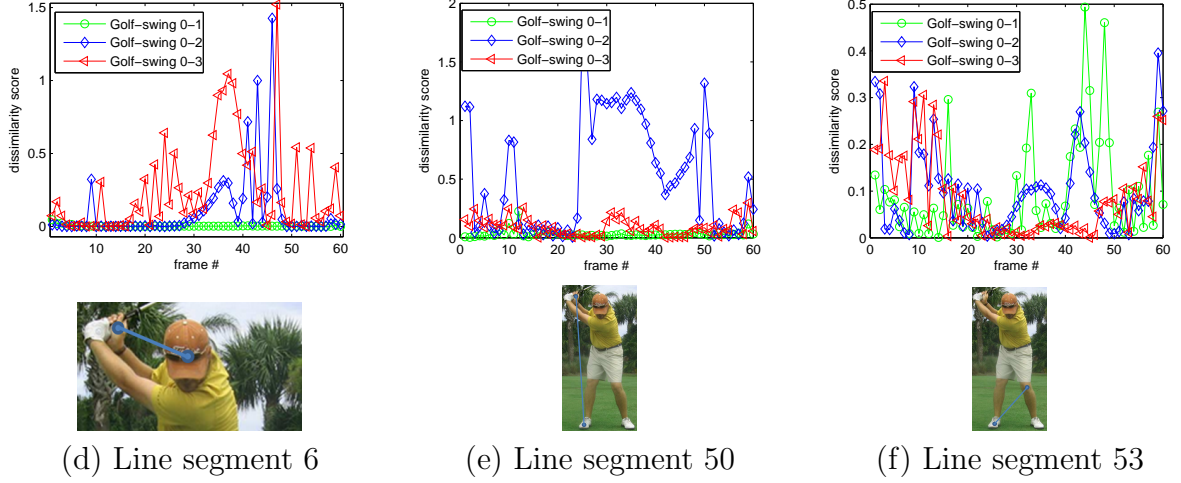 1.5
1
0.5
0
10 20 30 40 50 60
frame #
dissimilarity score
Golf−swing 0−1
Golf−swing 0−2
Golf−swing 0−3
2
1.5
1
0.5
0
0 10 20 30 40 50 60
frame #
dissimilarity score
Golf−swing 0−1
Golf−swing 0−2
Golf−swing 0−3
0.5
0.4
0.3
0.2
0.1
0
0 10 20 30 40 50 60
frame #
dissimilarity score
Golf−swing 0−1
Golf−swing 0−2
Golf−swing 0−3
(d) Line segment 6
(e) Line segment 50
(f) Line segment 53